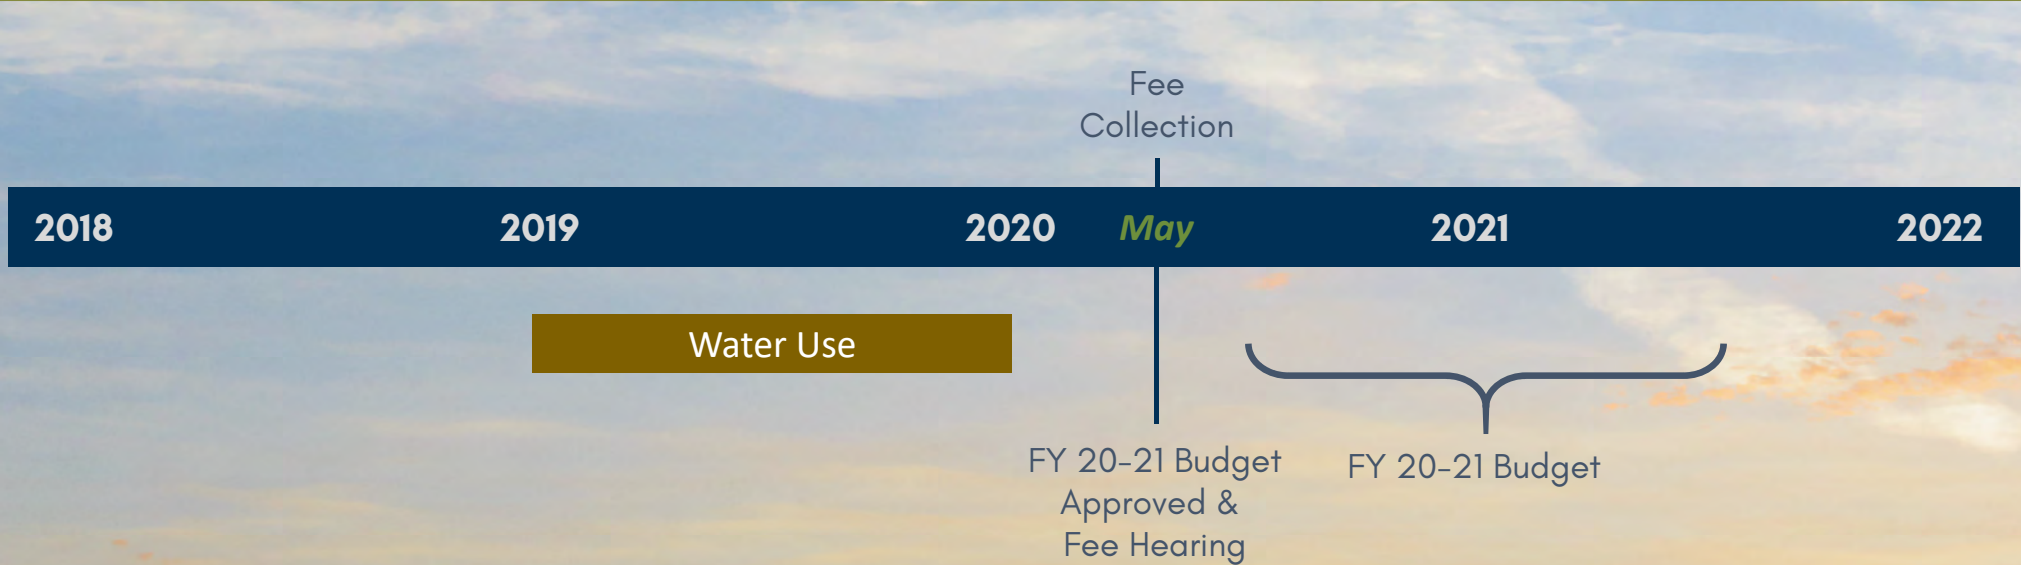 Fee
Collection
2018 2019 2020 May 2021 2022
Water Use
FY 20-21 Budget
Approved &
Fee Hearing
FY 20-21 Budget